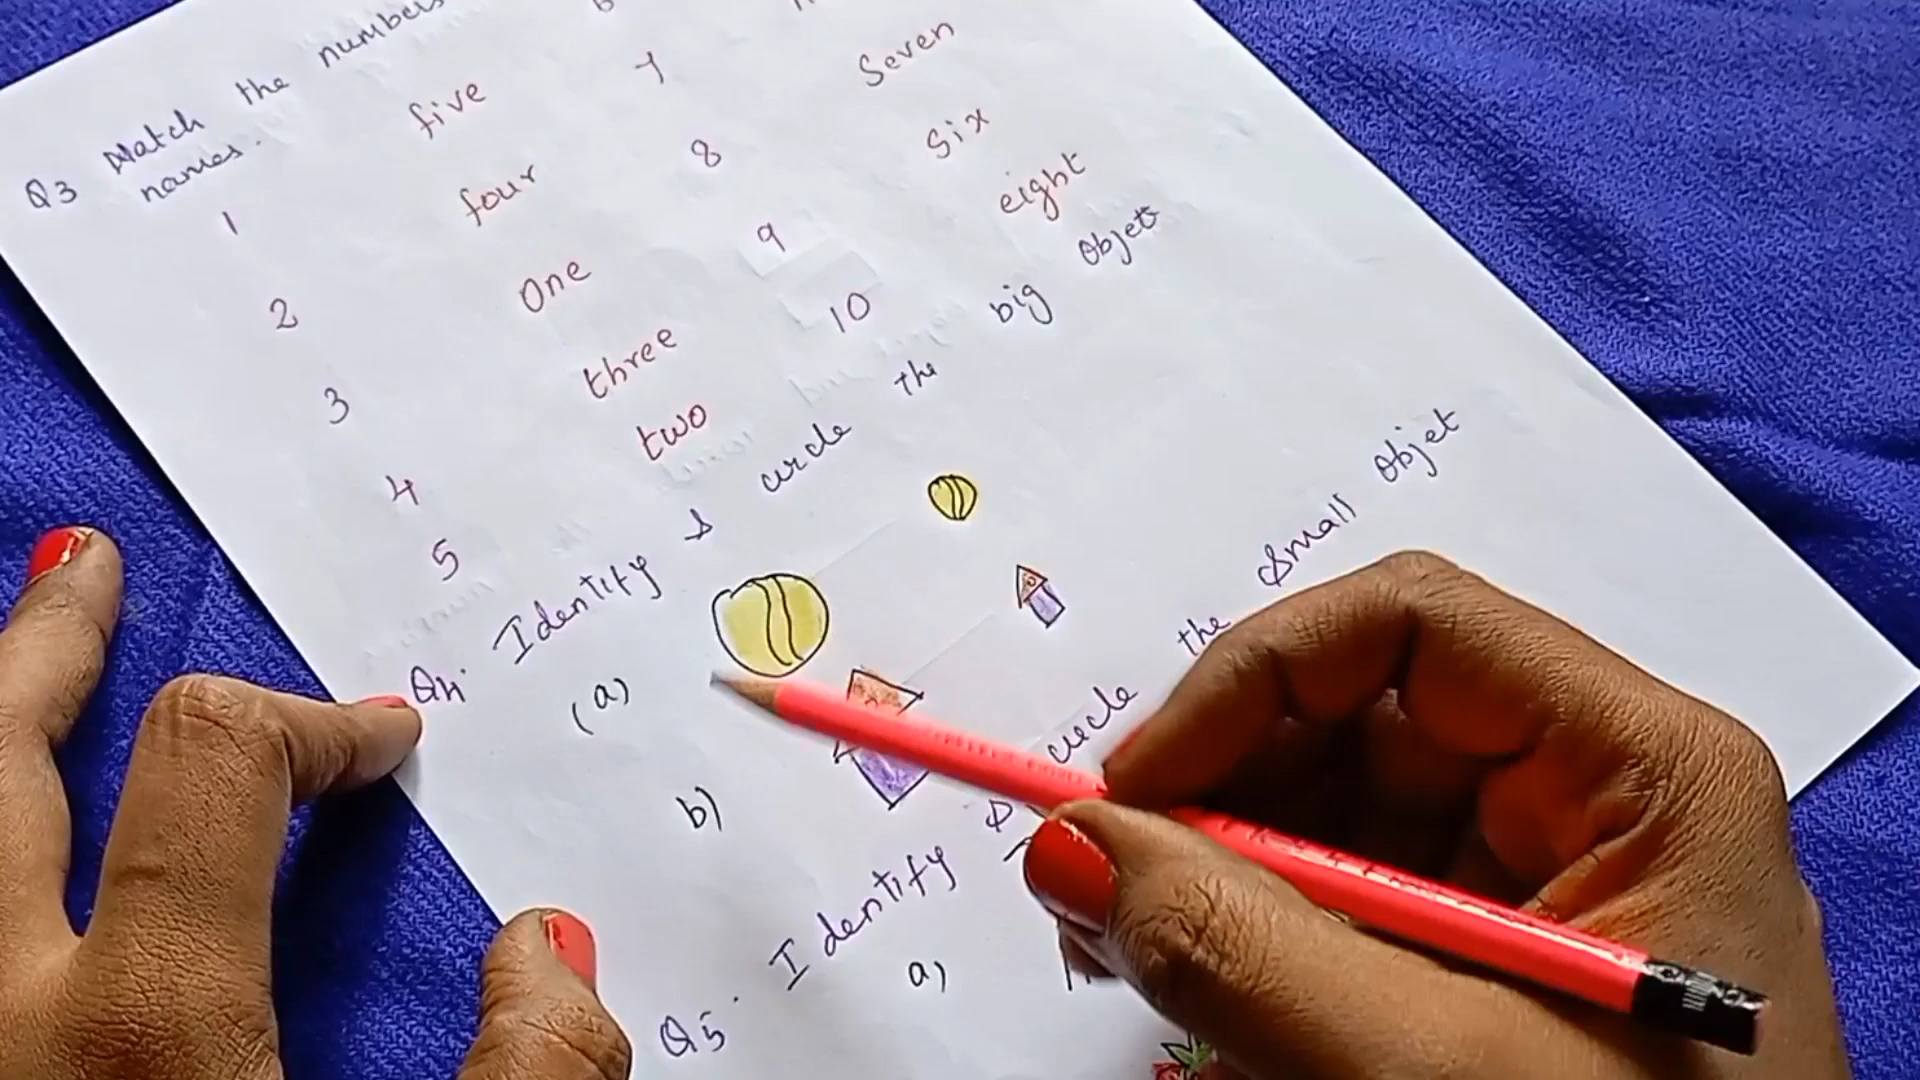 Q3 Match the numbers
names.
1 five
2 four 8 Seven
3 One 9 Six
4 three 10 eight
5 two
Q4. Identify & circle the big Objet
(a)
b)
Q5. Identify & circle the Small Objet
a)